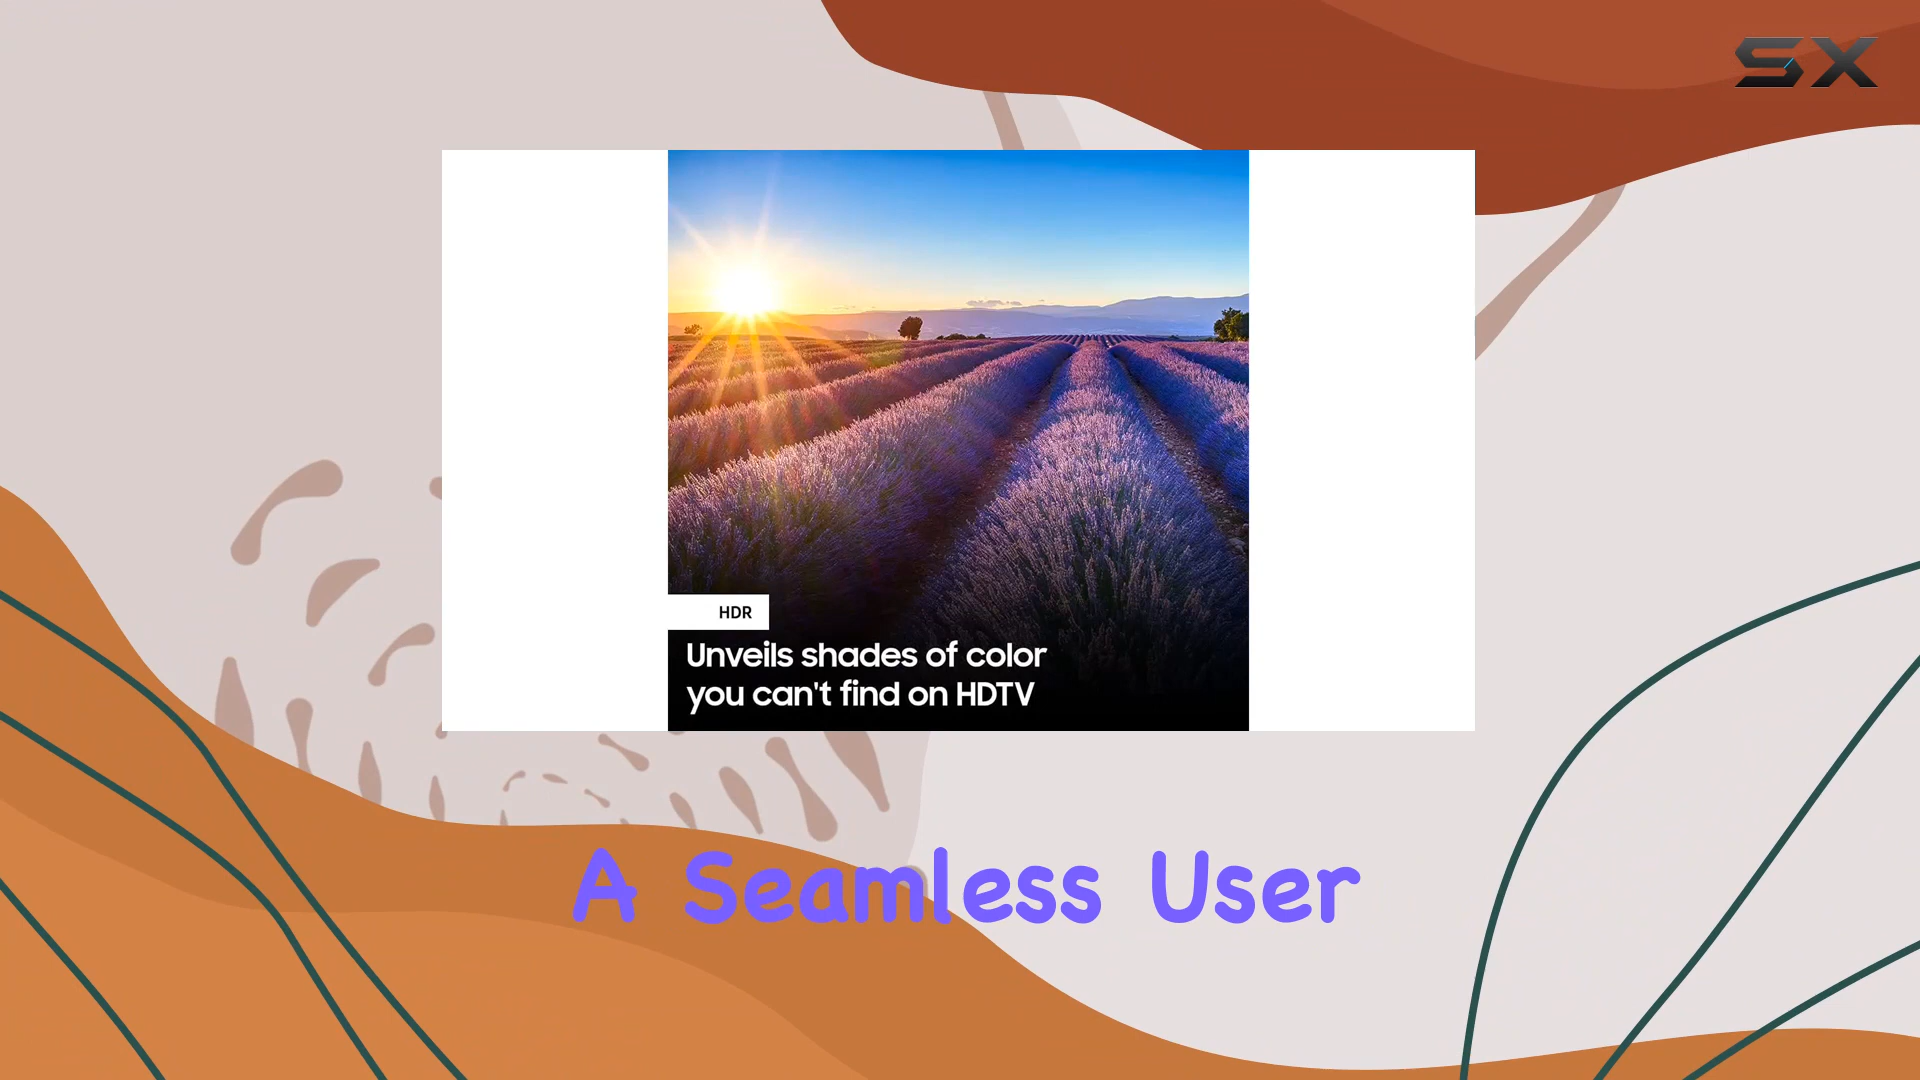 SX
HDR
Unveils shades of color
you can't find on HDTV
A Seamless User